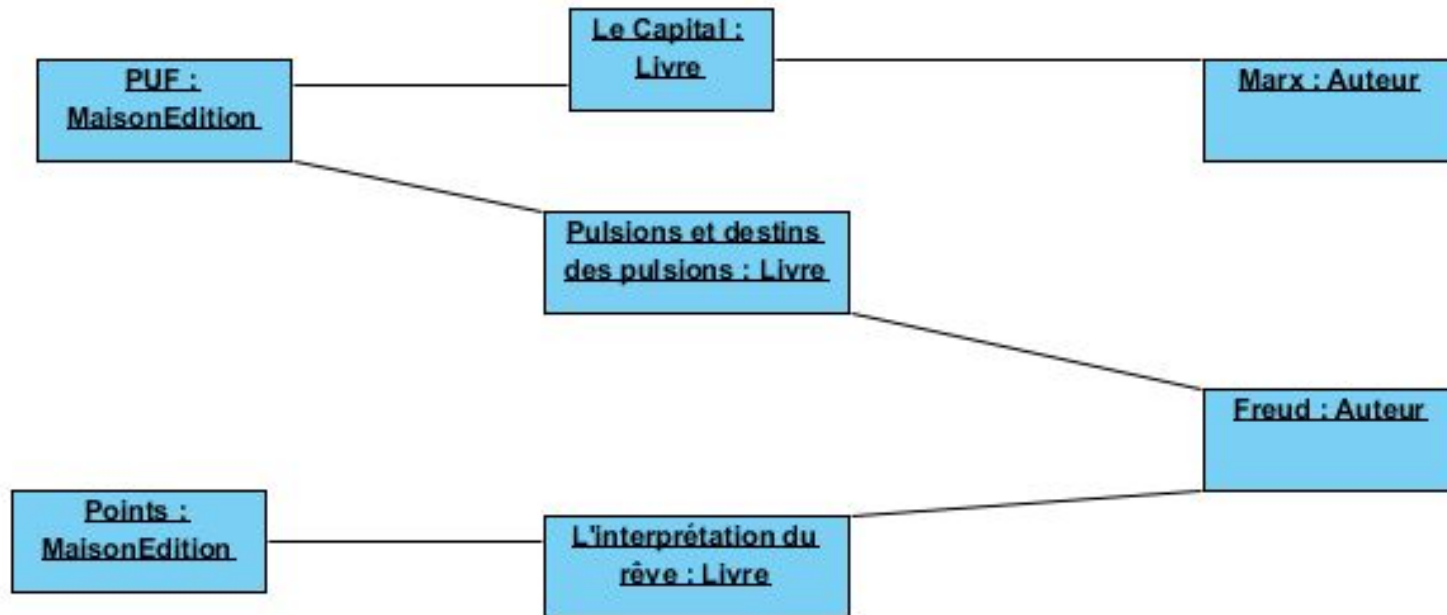 Le Capital :
Livre
PUF :
MaisonEdition
Marx : Auteur
Pulsions et destins
des pulsions : Livre
Freud : Auteur
Points :
MaisonEdition
L'interprétation du
rêve : Livre